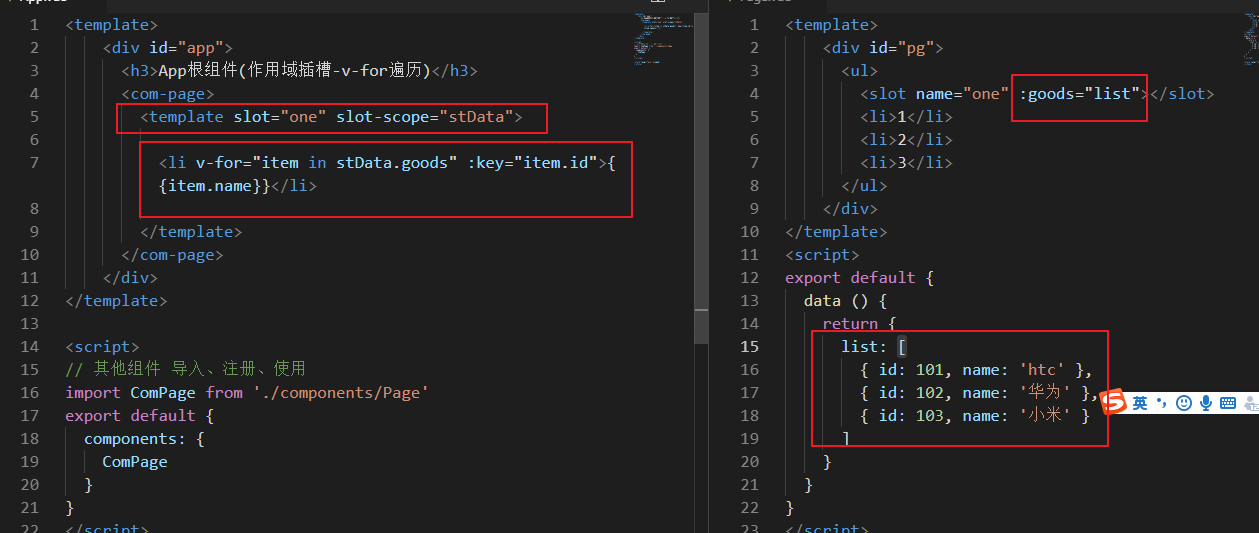 1 <template>
2 <div id="app">
3 <h3>App根组件(作用域插槽-v-for遍历)</h3>
4 <com-page>
5 <template slot="one" slot-scope="stData">
6
7 <li v-for="item in stData.goods" :key="item.id">{
{item.name}}</li>
8
9 </template>
10 </com-page>
11 </div>
12 </template>
13
14 <script>
15 // 其他组件 导入、注册、使用
16 import ComPage from './components/Page'
17 export default {
18 components: {
19 ComPage
20 }
21 }
22 </script>
1 <template>
2 <div id="pg">
3 <ul>
4 <slot name="one" :goods="list"></slot>
5 <li>1</li>
6 <li>2</li>
7 <li>3</li>
8 </ul>
9 </div>
10 </template>
11 <script>
12 export default {
13 data () {
14 return {
15 list: [
16 { id: 101, name: 'htc' },
17 { id: 102, name: '华为' },
18 { id: 103, name: '小米' }
19 ]
20 }
21 }
22 }
23 </script>
英